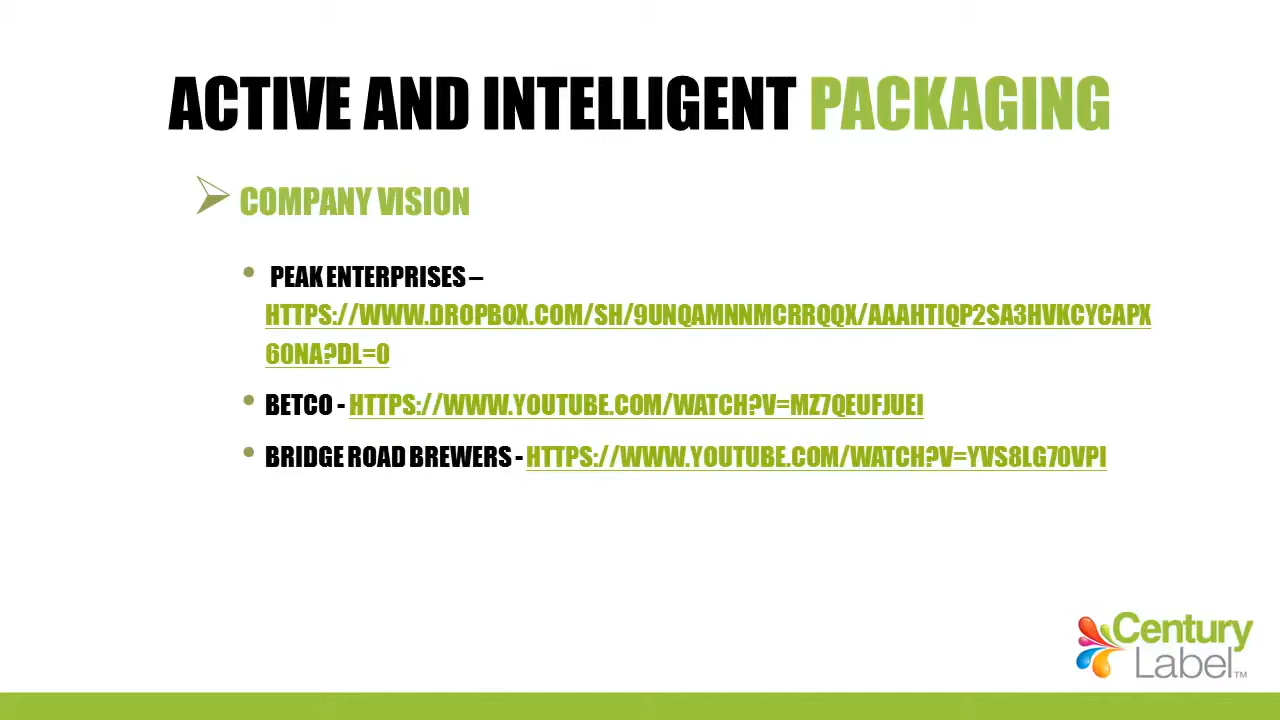 ACTIVE AND INTELLIGENT PACKAGING
COMPANY VISION
PEAK ENTERPRISES –
HTTPS://WWW.DROPBOX.COM/SH/9UNQAMNNMCRRQQX/AAAHTIQP2SA3HVKCYCAPX
60NA?DL=0
BETCO - HTTPS://WWW.YOUTUBE.COM/WATCH?V=MZ7QEUFJUEI
BRIDGE ROAD BREWERS - HTTPS://WWW.YOUTUBE.COM/WATCH?V=YVS8LG70VPI
Century
Label™